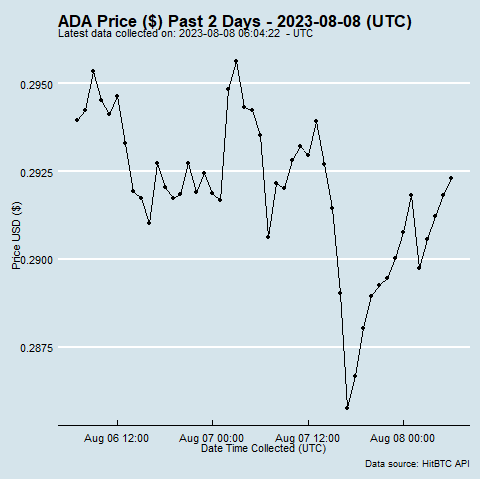 ADA Price ($) Past 2 Days - 2023-08-08 (UTC)
Latest data collected on: 2023-08-08 06:04:22 - UTC
0.2950
0.2925
0.2900
0.2875
Price USD ($)
Aug 06 12:00 Aug 07 00:00 Aug 07 12:00 Aug 08 00:00
Date Time Collected (UTC)
Data source: HitBTC API